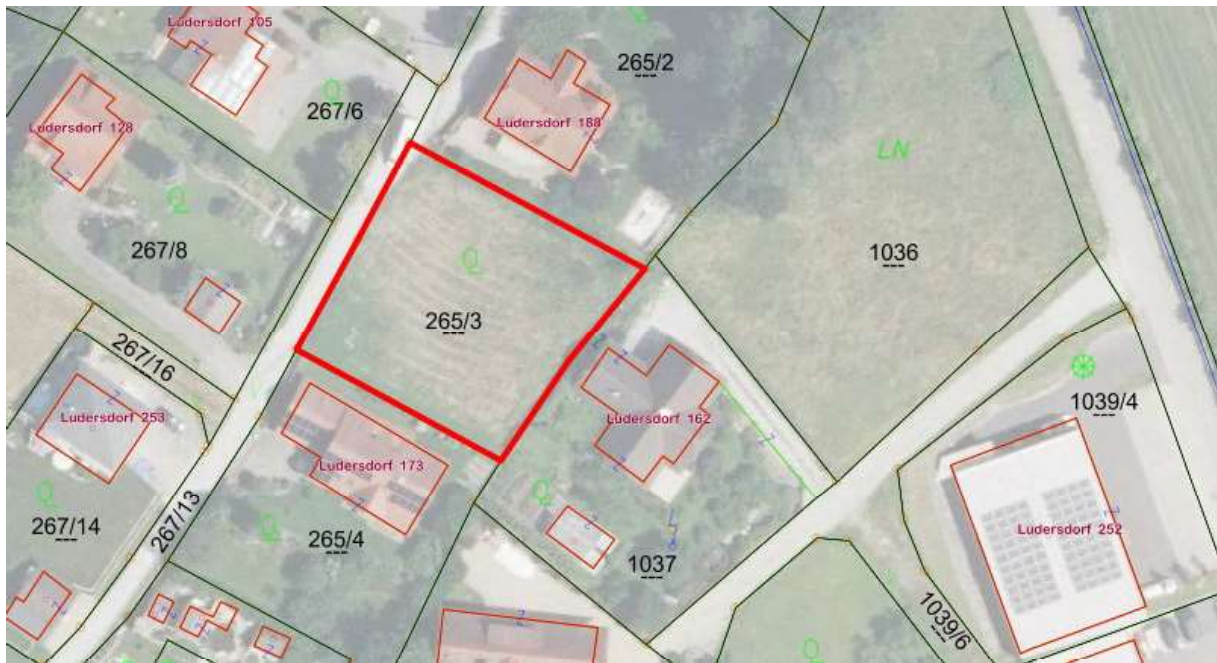 Ludersdorf 105
265/2
267/6
Ludersdorf 188
Ludersdorf 128
LN
267/8
1036
265/3
267/16
1039/4
Ludersdorf 253
Ludersdorf 162
Ludersdorf 173
267/13
267/14
265/4
Ludersdorf 252
1037
1039/6